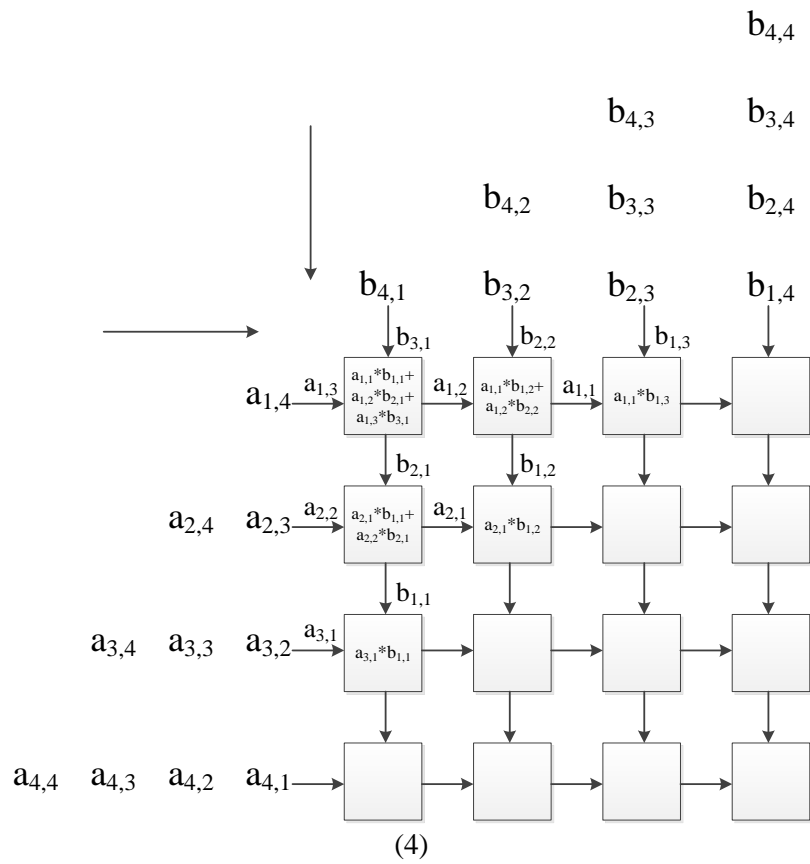 b4,4
b4,3 b3,4
b4,2 b3,3 b2,4
b4,1 b3,2 b2,3 b1,4
b3,1 b2,2 b1,3
a1,4 a1,3 a1,1*b1,1+ a1,2 a1,1*b1,2+ a1,1 a1,1*b1,3
a1,2*b2,1+ a1,2*b2,2
a1,3*b3,1
b2,1 b1,2
a2,4 a2,3 a2,2 a2,1*b1,1+ a2,1 a2,1*b1,2
a2,2*b2,1
b1,1
a3,4 a3,3 a3,2 a3,1 a3,1*b1,1
a4,4 a4,3 a4,2 a4,1
(4)